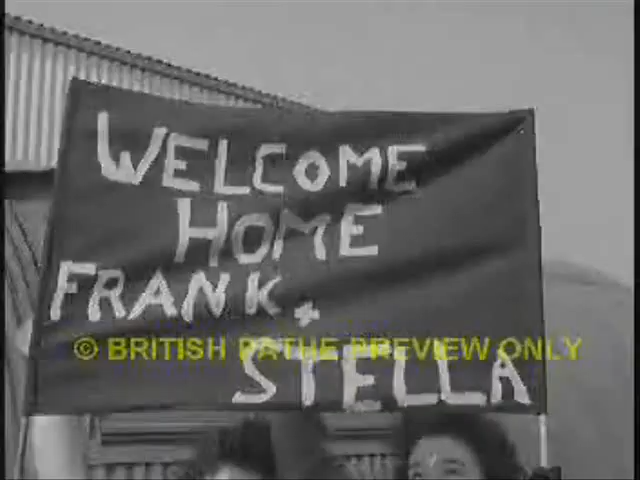 WELCOME
HOME
FRANK. +
© BRITISH PATHE PREVIEW ONLY
STELLA